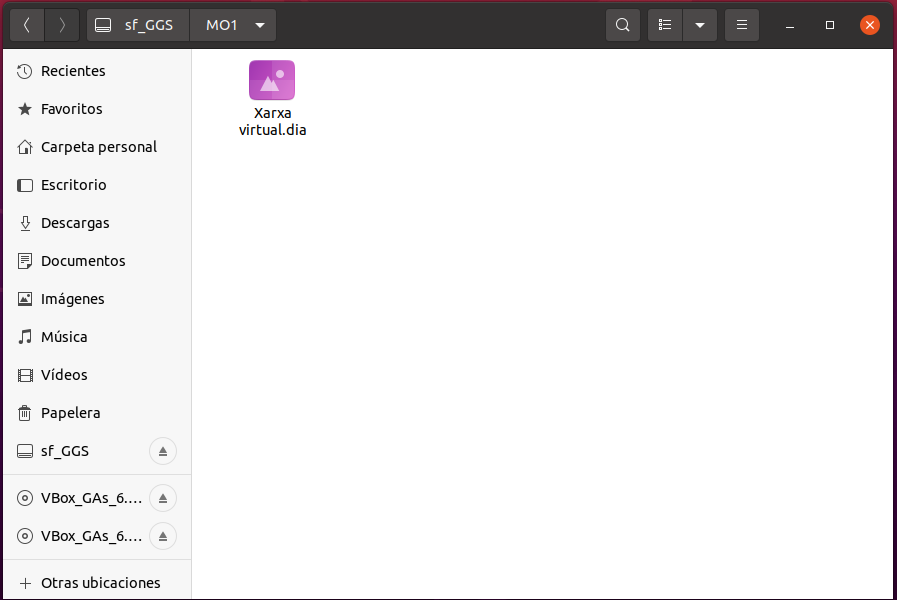 sf_GGS
MO1
Recientes
Favoritos
Carpeta personal
Escritorio
Descargas
Documentos
Imágenes
Música
Vídeos
Papelera
sf_GGS
VBox_GAs_6....
VBox_GAs_6....
Otras ubicaciones
Xarxa
virtual.dia